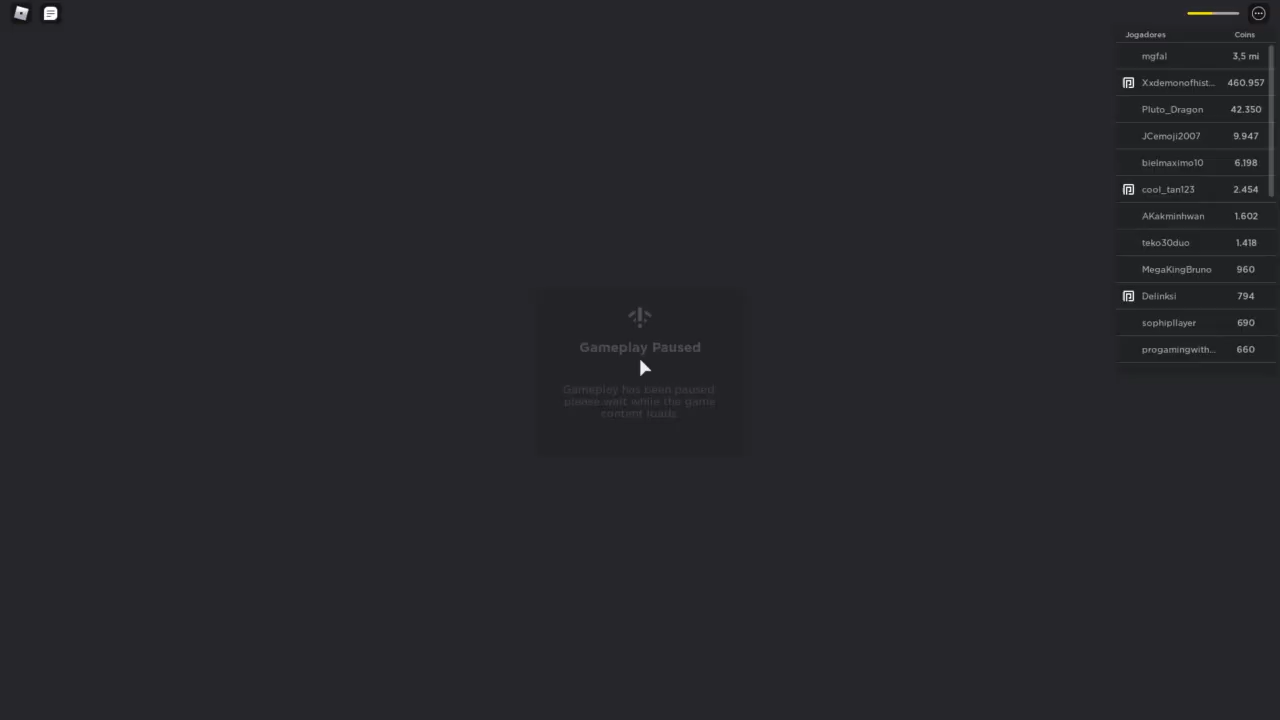 Jogadores Coins
mgfal 3,5 mi
Xxdemonofhist... 460.957
Pluto_Dragon 42.350
JCemoji2007 9.947
bielmaximo10 6.198
cool_tan123 2.454
AKakminhwan 1.602
teko30duo 1.418
MegaKingBruno 960
Delinksi 794
sophipllayer 690
progamingwith... 660
Gameplay Paused
Gameplay has been paused
please wait while the game
content loads